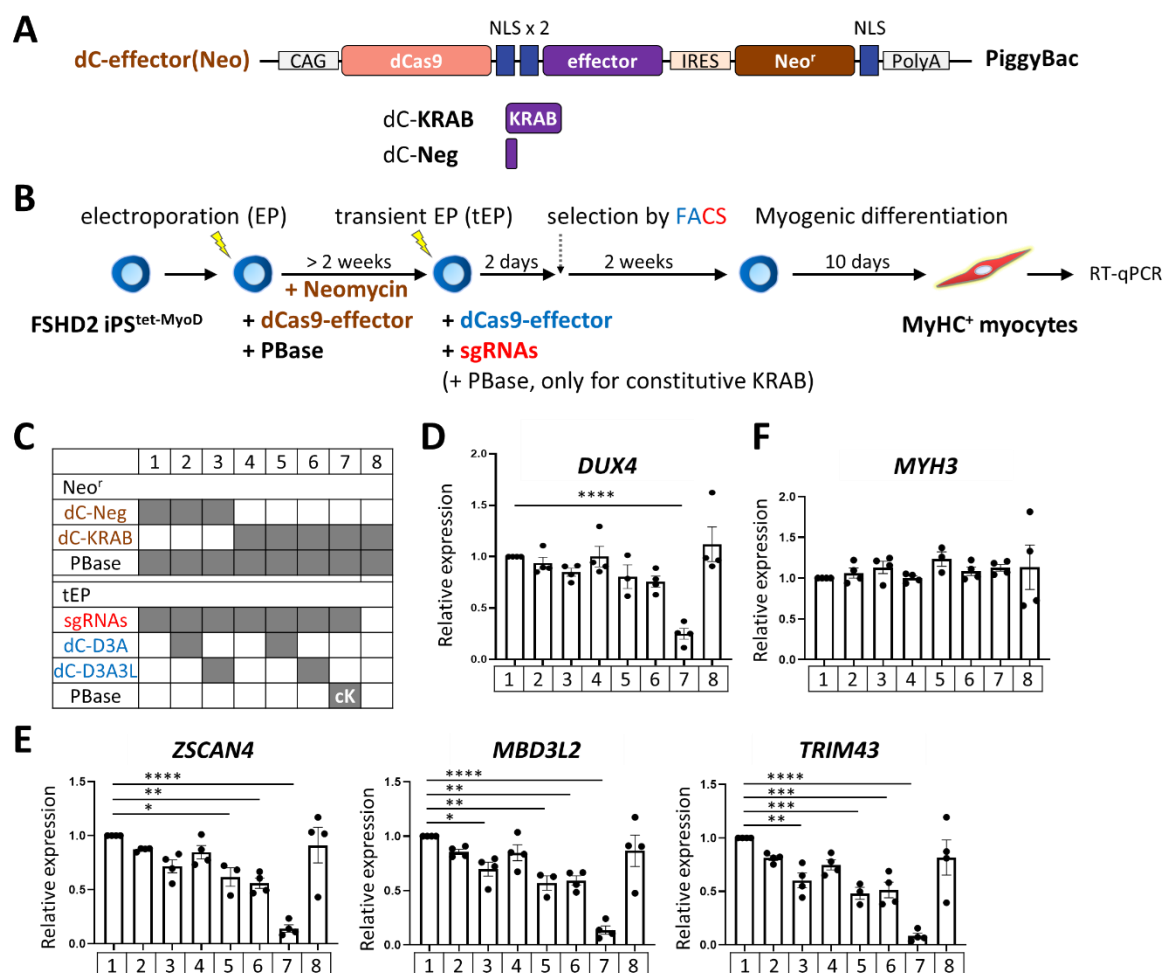 A
NLS x 2
NLS
dC-effector(Neo)
CAG
dCas9
effector
IRES
Neoʳ
PolyA
PiggyBac
dC-KRAB
KRAB
dC-Neg
B
electroporation (EP)
transient EP (tEP)
selection by FACS
Myogenic differentiation
> 2 weeks
2 days
2 weeks
10 days
RT-qPCR
+ Neomycin
FSHD2 iPStet-MyoD
+ dCas9-effector
+ dCas9-effector
MyHC⁺ myocytes
+ PBase
+ sgRNAs
(+ PBase, only for constitutive KRAB)
C
1 2 3 4 5 6 7 8
Neoʳ
dC-Neg
dC-KRAB
PBase
tEP
sgRNAs
dC-D3A
dC-D3A3L
PBase cK
D
DUX4
Relative expression
2.0
1.5
1.0
0.5
0.0
****
1 2 3 4 5 6 7 8
F
MYH3
Relative expression
2.0
1.5
1.0
0.5
0.0
1 2 3 4 5 6 7 8
E
ZSCAN4
Relative expression
1.5
1.0
0.5
0.0
****
**
*
1 2 3 4 5 6 7 8
MBD3L2
Relative expression
1.5
1.0
0.5
0.0
****
**
**
*
1 2 3 4 5 6 7 8
TRIM43
Relative expression
1.5
1.0
0.5
0.0
****
***
***
**
1 2 3 4 5 6 7 8